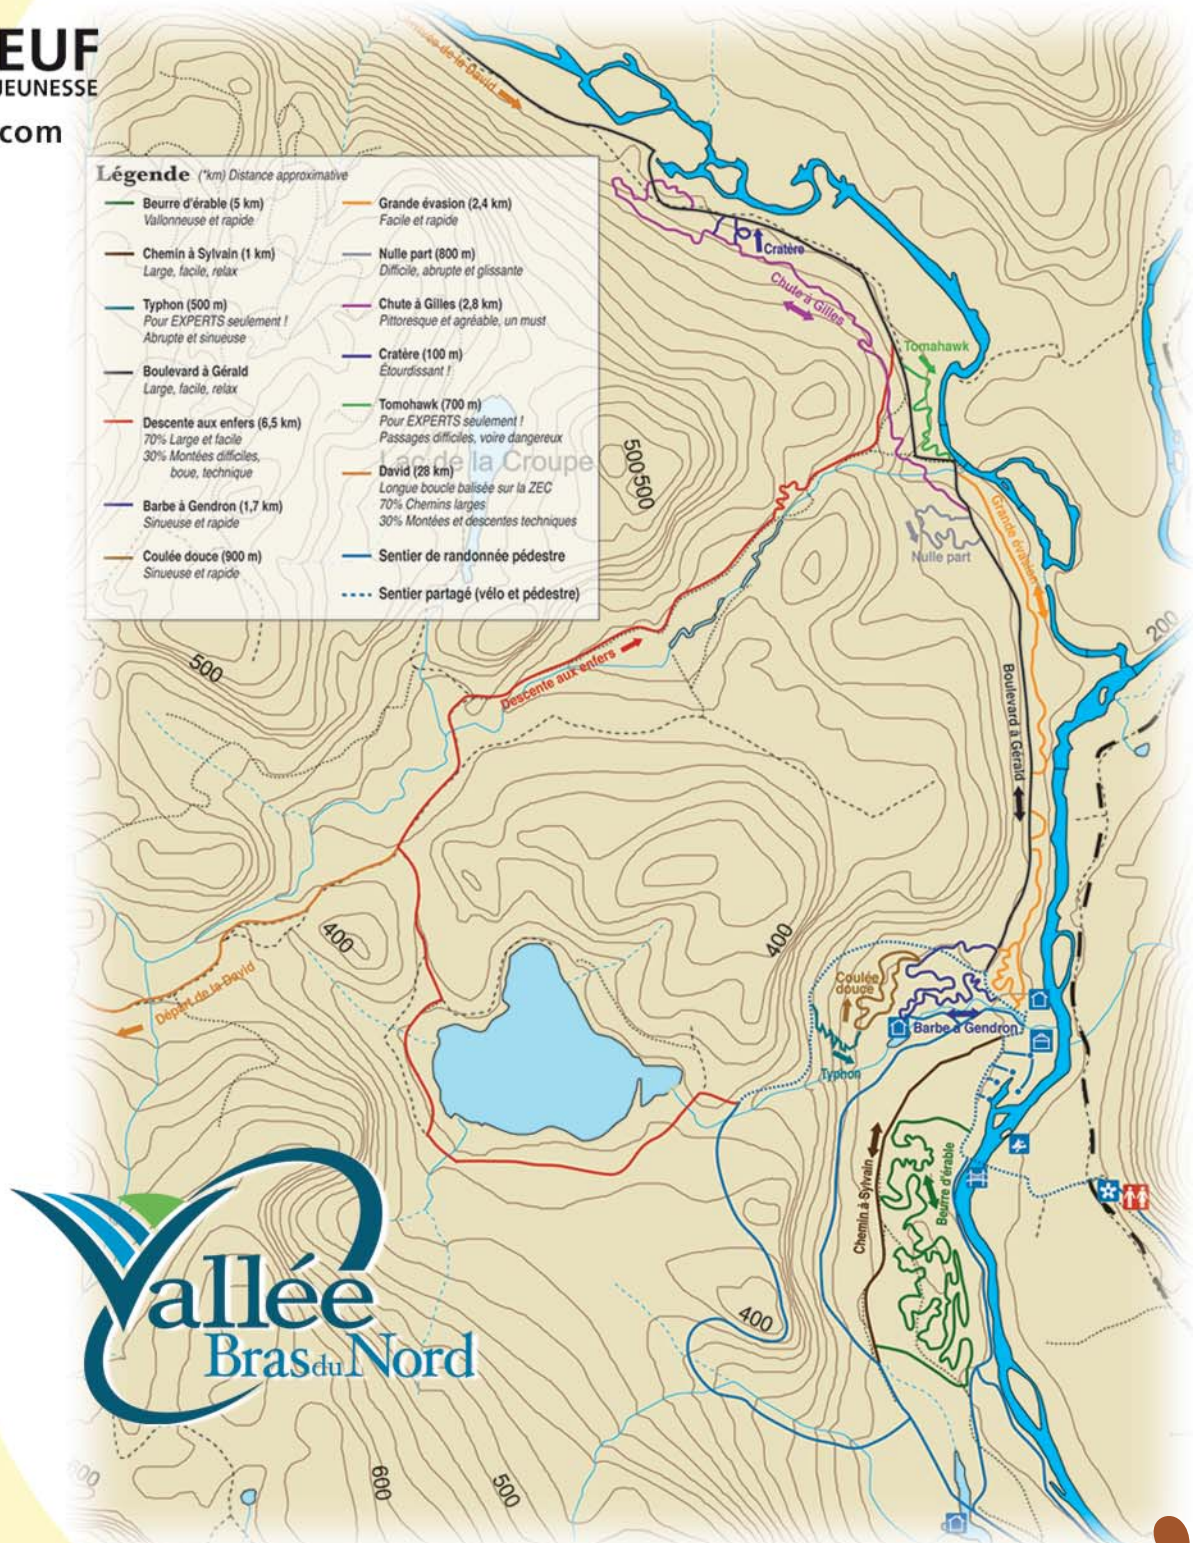 EUF
JEUNESSE
com
Légende (*km) Distance approximative
Beurre d'érable (5 km)
Vallonneuse et rapide
Chemin à Sylvain (1 km)
Large, facile, relax
Typhon (500 m)
Pour EXPERTS seulement !
Abrupte et sinueuse
Boulevard à Gérald
Large, facile, relax
Descente aux enfers (6,5 km)
70% Large et facile
30% Montées difficiles,
boue, technique
Barbe à Gendron (1,7 km)
Sinueuse et rapide
Coulée douce (900 m)
Sinueuse et rapide
Grande évasion (2,4 km)
Facile et rapide
Nulle part (800 m)
Difficile, abrupte et glissante
Chute à Gilles (2,8 km)
Pittoresque et agréable, un must
Cratère (100 m)
Étourdissant !
Tomohawk (700 m)
Pour EXPERTS seulement !
Passages difficiles, voire dangereux
Lac de la Croupe
David (28 km)
Longue boucle balisée sur la ZEC
70% Chemins larges
30% Montées et descentes techniques
Sentier de randonnée pédestre
Sentier partagé (vélo et pédestre)
de la David
Cratère
Chute à Gilles
Tomahawk
500
500
Nulle part
Grande évasion
200
500
Descente aux enfers
Boulevard à Gérald
400
400
Départ de la David
Coulée
douce
Barbe à Gendron
Typhon
Chemin à Sylvain
Beurre d'érable
400
Vallée
Bras du Nord
600
600
500